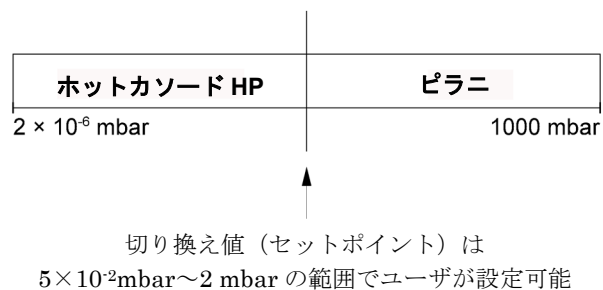 ホットカソード HP
ピラニ
2 × 10⁻⁶ mbar
1000 mbar
切り換え値（セットポイント）は
5×10⁻²mbar～2 mbar の範囲でユーザが設定可能